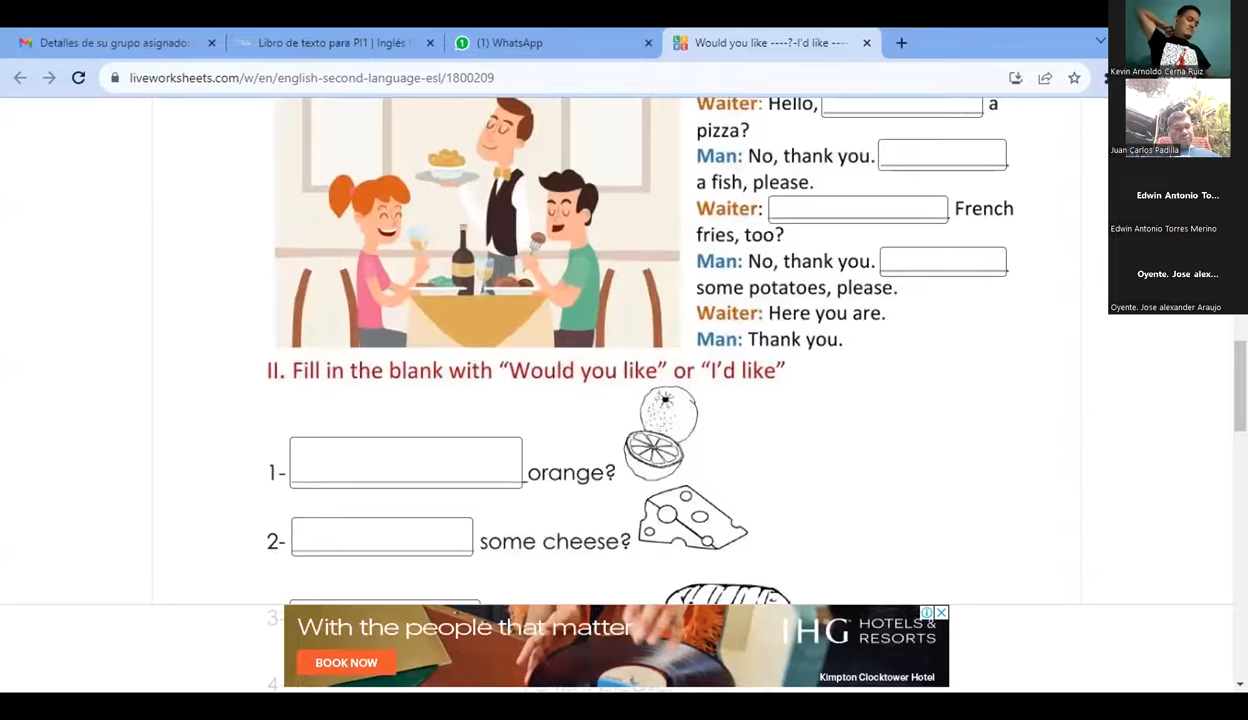 Detalles de su grupo asignado:
Libro de texto para PI1 | Inglés I
(1) WhatsApp
Would you like ----?-I'd like ----
liveworksheets.com/w/en/english-second-language-esl/1800209
Kevin Arnoldo Cerna Ruiz
Juan Carlos Padilla
Edwin Antonio To...
Edwin Antonio Torres Merino
Oyente. Jose alex...
Oyente. Jose alexander Araujo
Waiter: Hello, a
pizza?
Man: No, thank you.
a fish, please.
Waiter: French
fries, too?
Man: No, thank you.
some potatoes, please.
Waiter: Here you are.
Man: Thank you.
II. Fill in the blank with “Would you like” or “I’d like”
1- orange?
2- some cheese?
3-
4
With the people that matter
BOOK NOW
IHG HOTELS &
RESORTS
Kimpton Clocktower Hotel